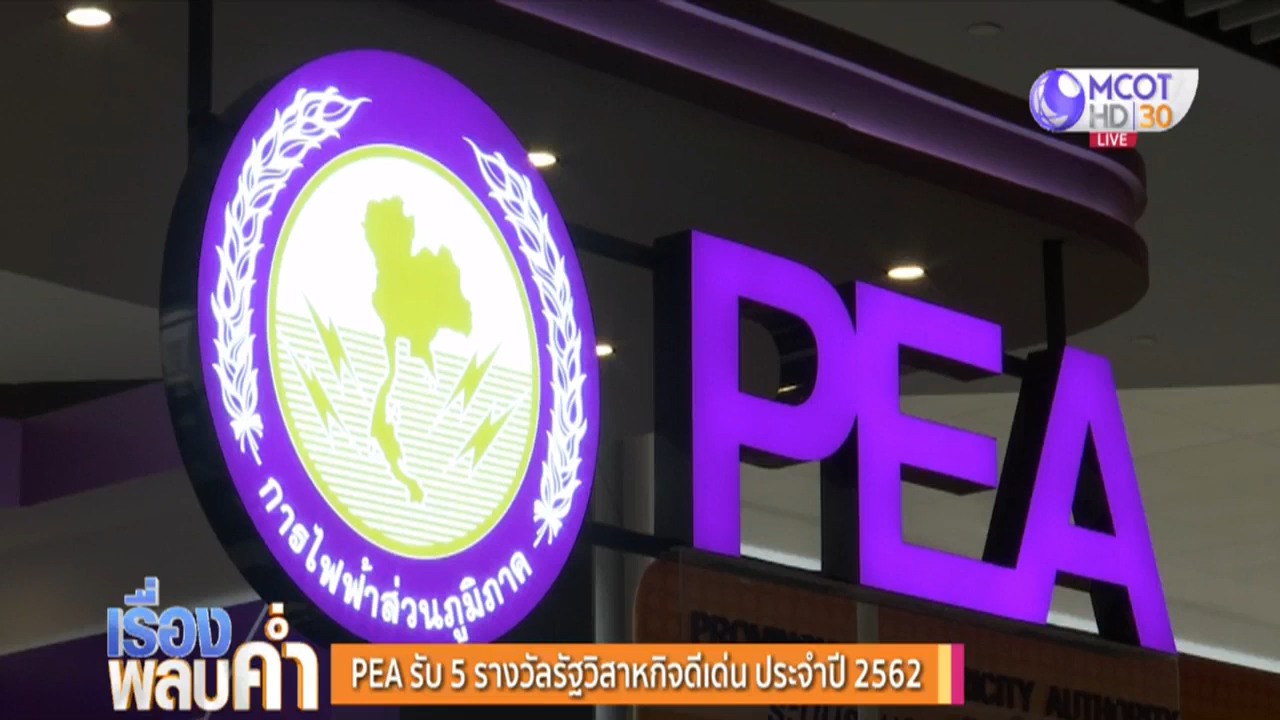 MCOT
HD 30
LIVE
PEA
การไฟฟ้าส่วนภูมิภาค
เรื่อง
พลบค่ำ
PEA รับ 5 รางวัลรัฐวิสาหกิจดีเด่น ประจำปี 2562
AUTHORITY